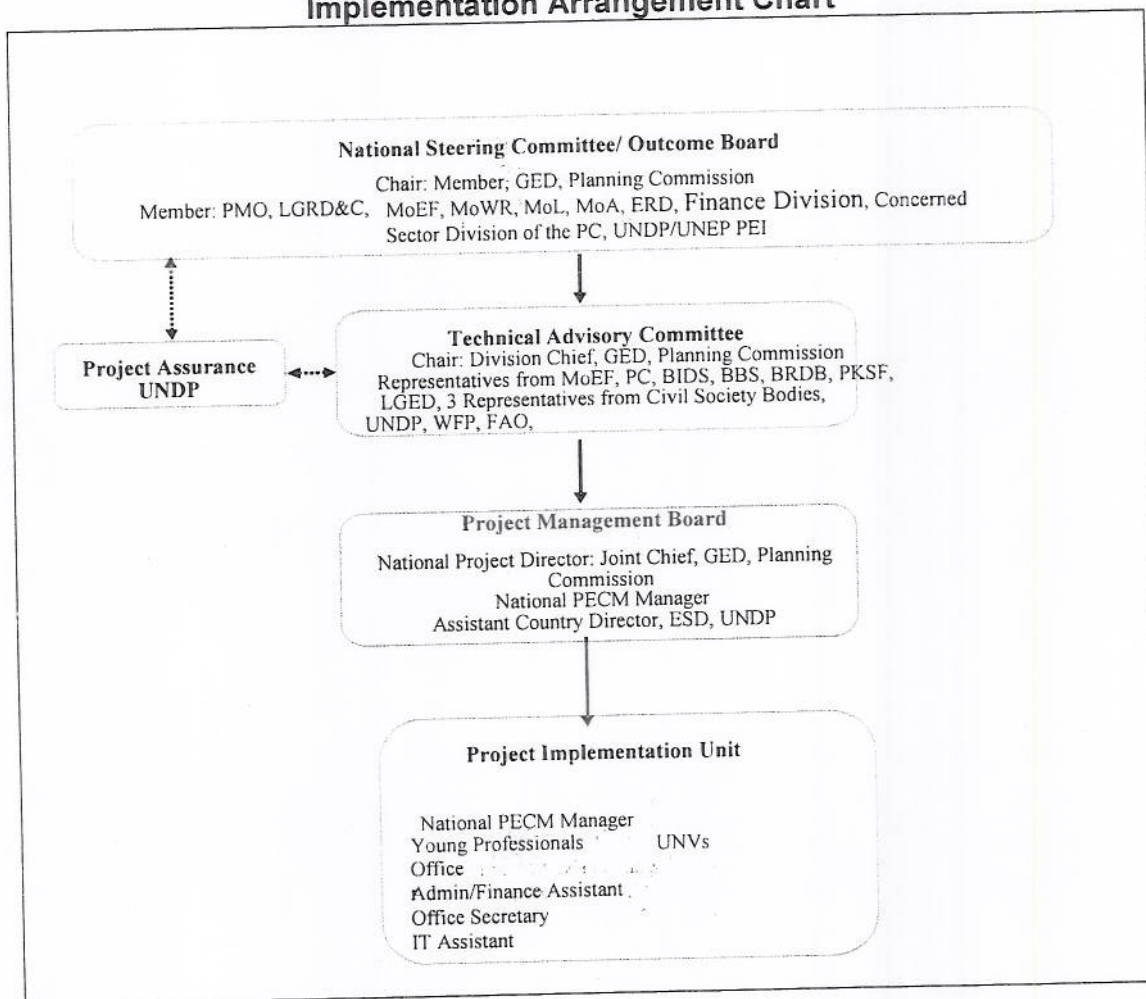 Implementation Arrangement Chart
National Steering Committee/ Outcome Board
Chair: Member, GED, Planning Commission
Member: PMO, LGRD&C, MoEF, MoWR, MoL, MoA, ERD, Finance Division, Concerned
Sector Division of the PC, UNDP/UNEP PEI
Project Assurance
UNDP
Technical Advisory Committee
Chair: Division Chief, GED, Planning Commission
Representatives from MoEF, PC, BIDS, BBS, BRDB, PKSF,
LGED, 3 Representatives from Civil Society Bodies,
UNDP, WFP, FAO,
Project Management Board
National Project Director: Joint Chief, GED, Planning
Commission
National PECM Manager
Assistant Country Director, ESD, UNDP
Project Implementation Unit
National PECM Manager
Young Professionals UNVs
Office
Admin/Finance Assistant
Office Secretary
IT Assistant